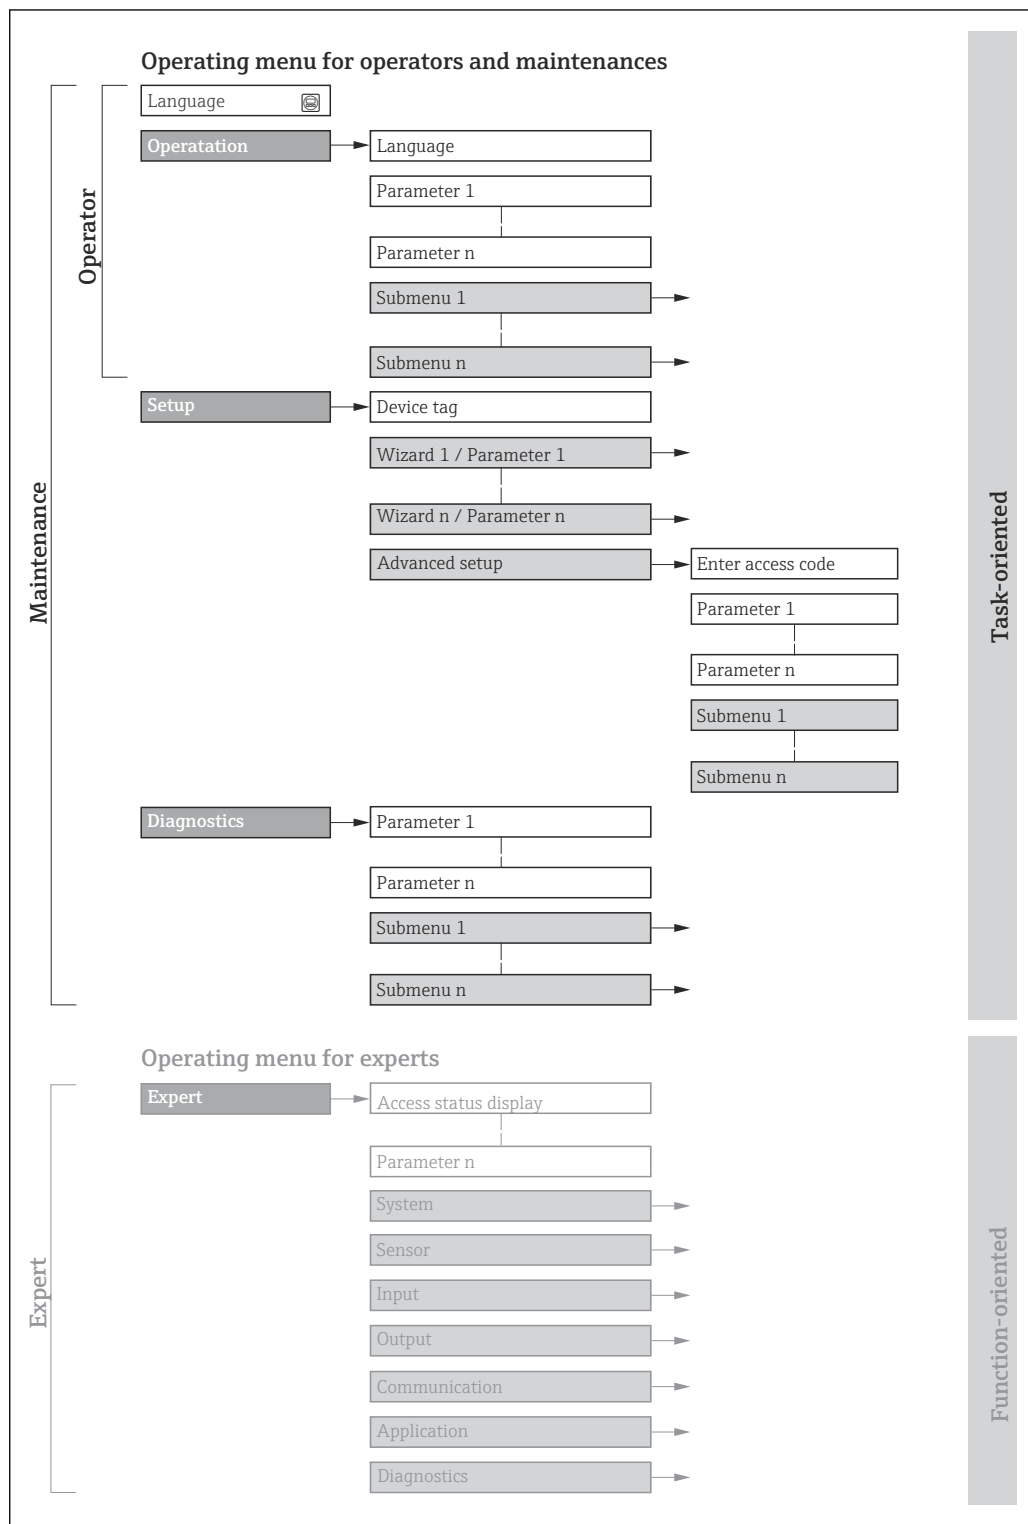 Operating menu for operators and maintenances
Language
Operatation
Language
Parameter 1
Parameter n
Submenu 1
Submenu n
Operator
Setup
Device tag
Wizard 1 / Parameter 1
Wizard n / Parameter n
Advanced setup
Enter access code
Parameter 1
Parameter n
Submenu 1
Submenu n
Maintenance
Task-oriented
Diagnostics
Parameter 1
Parameter n
Submenu 1
Submenu n
Operating menu for experts
Expert
Access status display
Parameter n
System
Sensor
Input
Output
Communication
Application
Diagnostics
Expert
Function-oriented